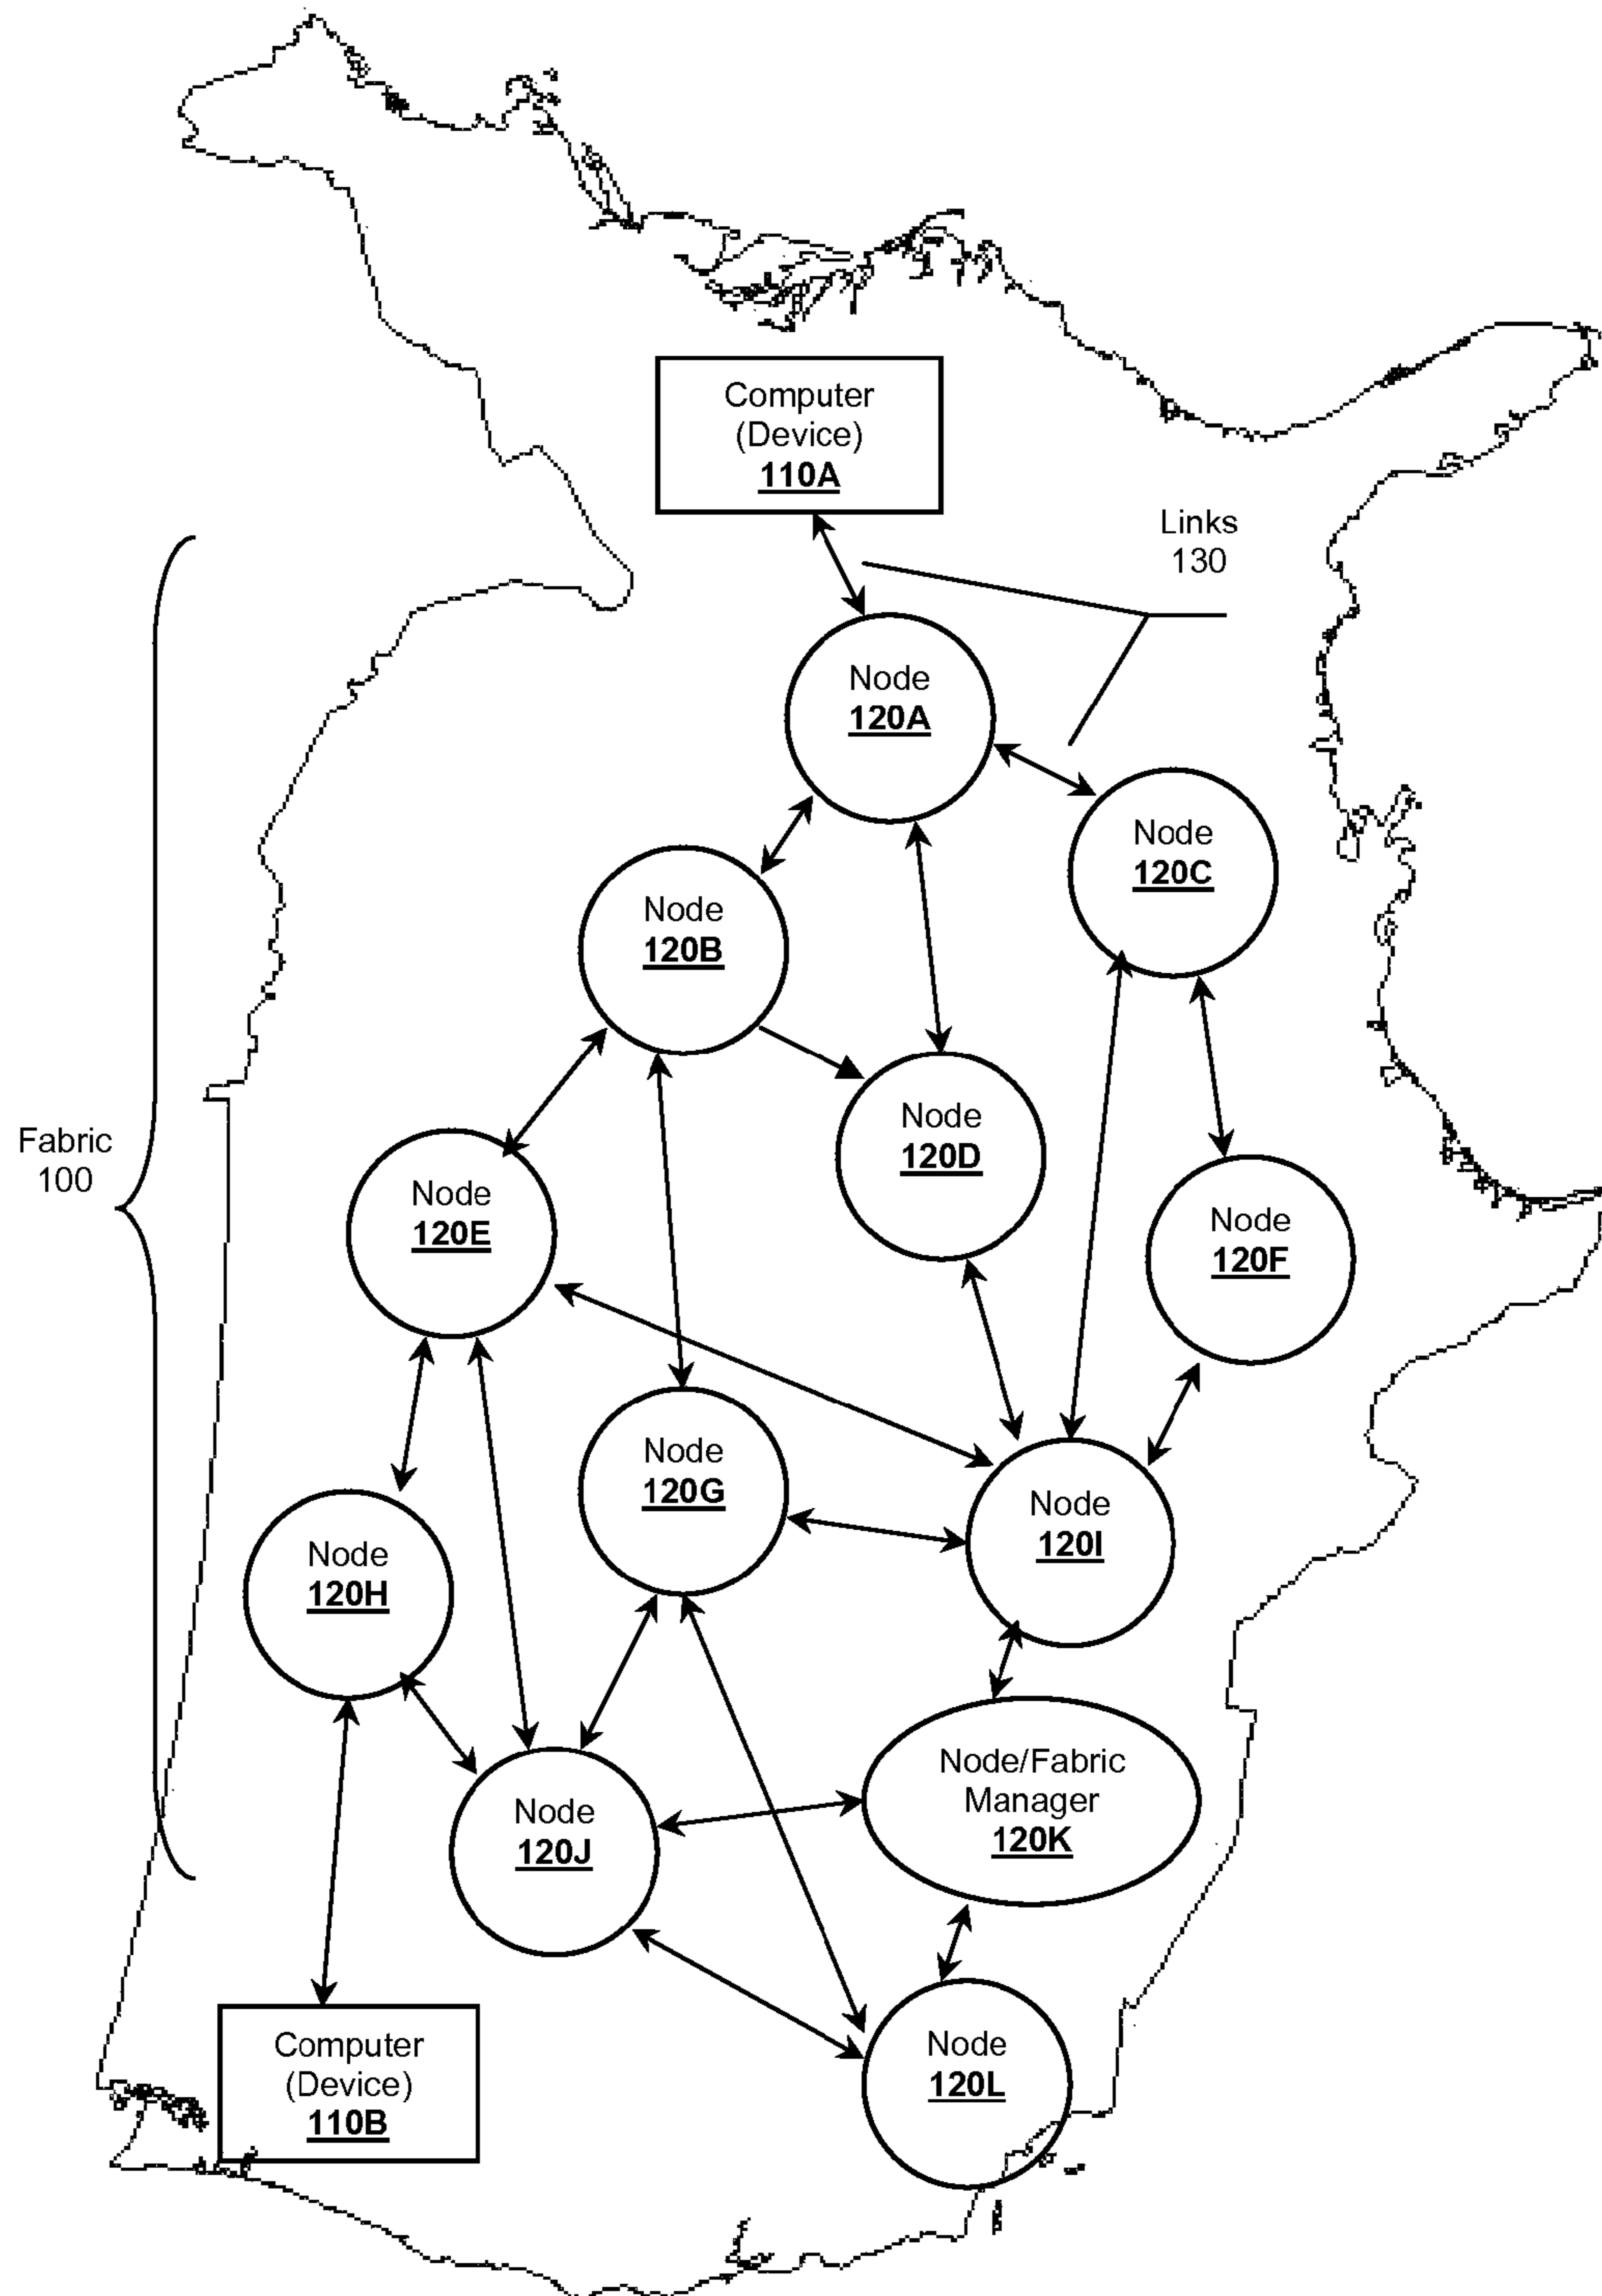 Computer
(Device)
110A
Links
130
Node
120A
Node
120C
Node
120B
Node
120D
Fabric
100
Node
120E
Node
120F
Node
120G
Node
120I
Node
120H
Node/Fabric
Manager
120K
Node
120J
Computer
(Device)
110B
Node
120L